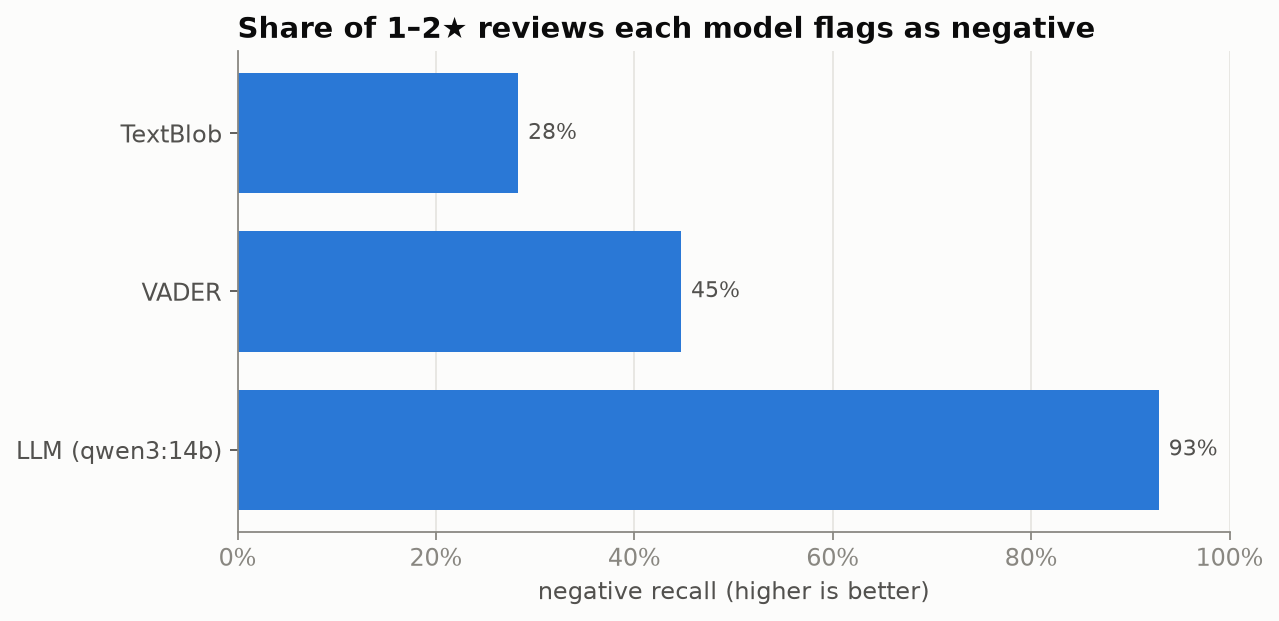 Share of 1–2★ reviews each model flags as negative
TextBlob
28%
VADER
45%
LLM (qwen3:14b)
93%
0% 20% 40% 60% 80% 100%
negative recall (higher is better)